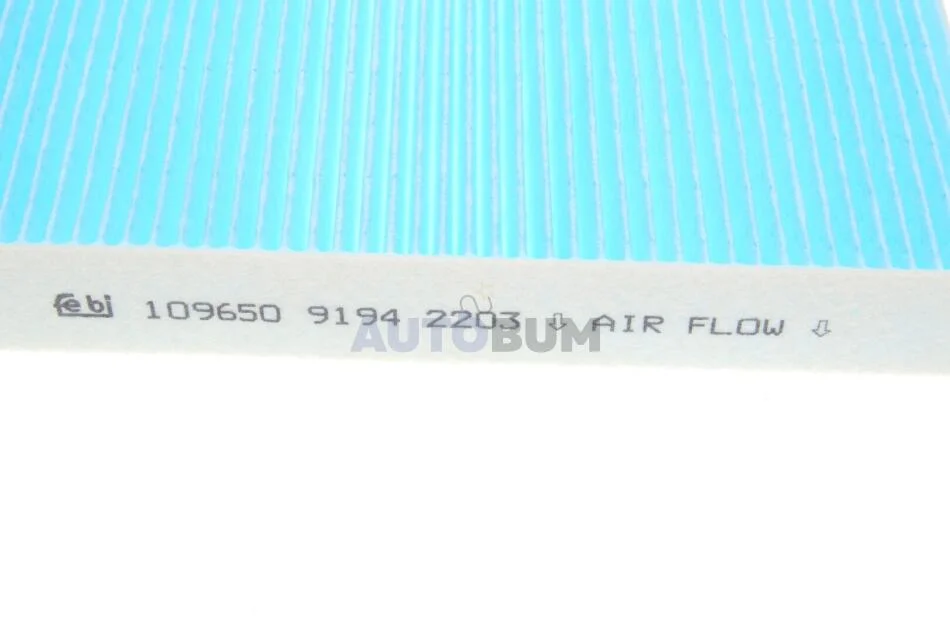 febi 109650 9194 2203 ⇩ AIR FLOW ⇩
AUTOBUM